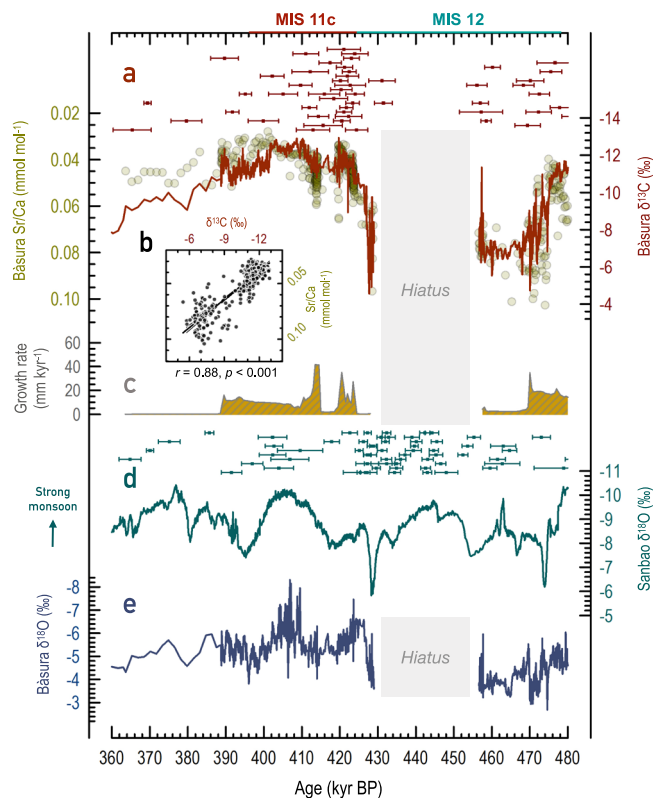 MIS 11c MIS 12
a
0.02
0.04
0.06
0.08
0.10
Bàsura Sr/Ca (mmol mol⁻¹)
-14
-12
-10
-8
-6
-4
Bàsura δ¹³C (‰)
b
δ¹³C (‰)
-6 -9 -12
0.05
0.10
Sr/Ca
(mmol mol⁻¹)
r = 0.88, p < 0.001
Hiatus
60
40
20
0
Growth rate
(mm kyr⁻¹)
c
d
Strong
monsoon
-11
-10
-9
-8
-7
-6
-5
Sanbao δ¹⁸O (‰)
e
-8
-7
-6
-5
-4
-3
Bàsura δ¹⁸O (‰)
Hiatus
360 370 380 390 400 410 420 430 440 450 460 470 480
Age (kyr BP)